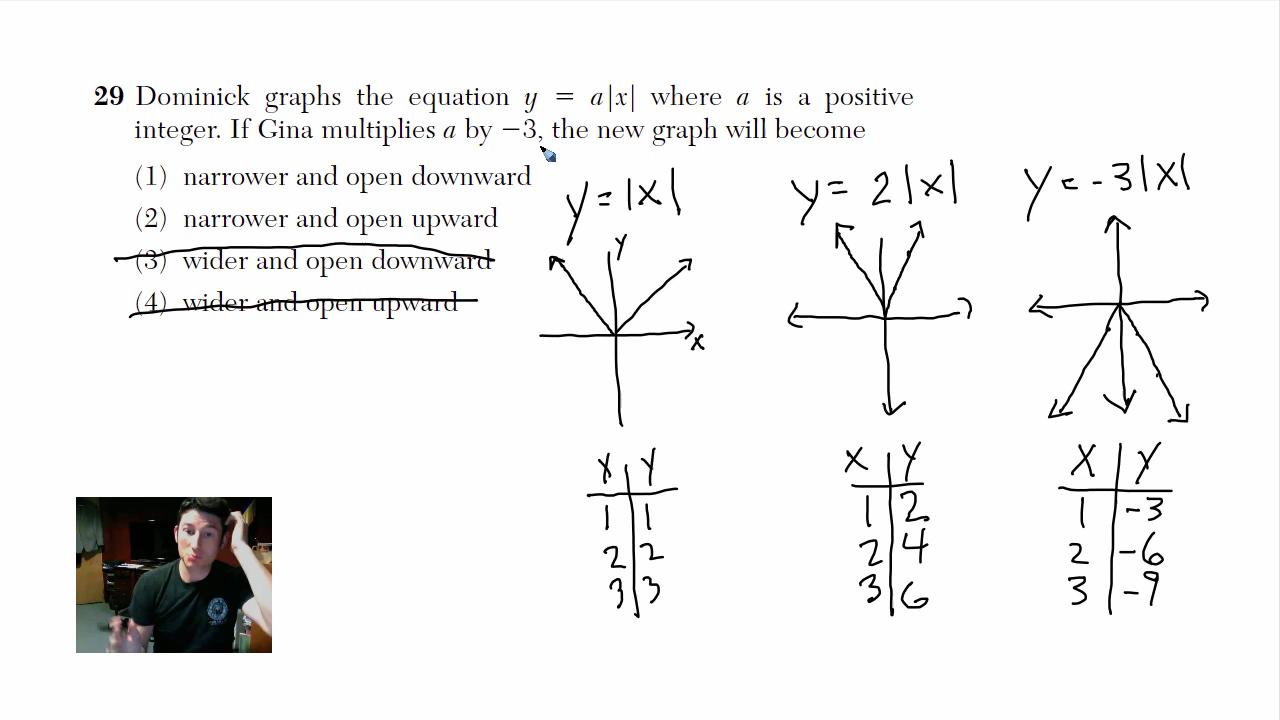 29 Dominick graphs the equation y = a|x| where a is a positive
integer. If Gina multiplies a by −3, the new graph will become
(1) narrower and open downward
(2) narrower and open upward
(3) wider and open downward
(4) wider and open upward
y = |x|
y
x
x y
1 1
2 2
3 3
y = 2|x|
x y
1 2
2 4
3 6
y = -3|x|
x y
1 -3
2 -6
3 -9